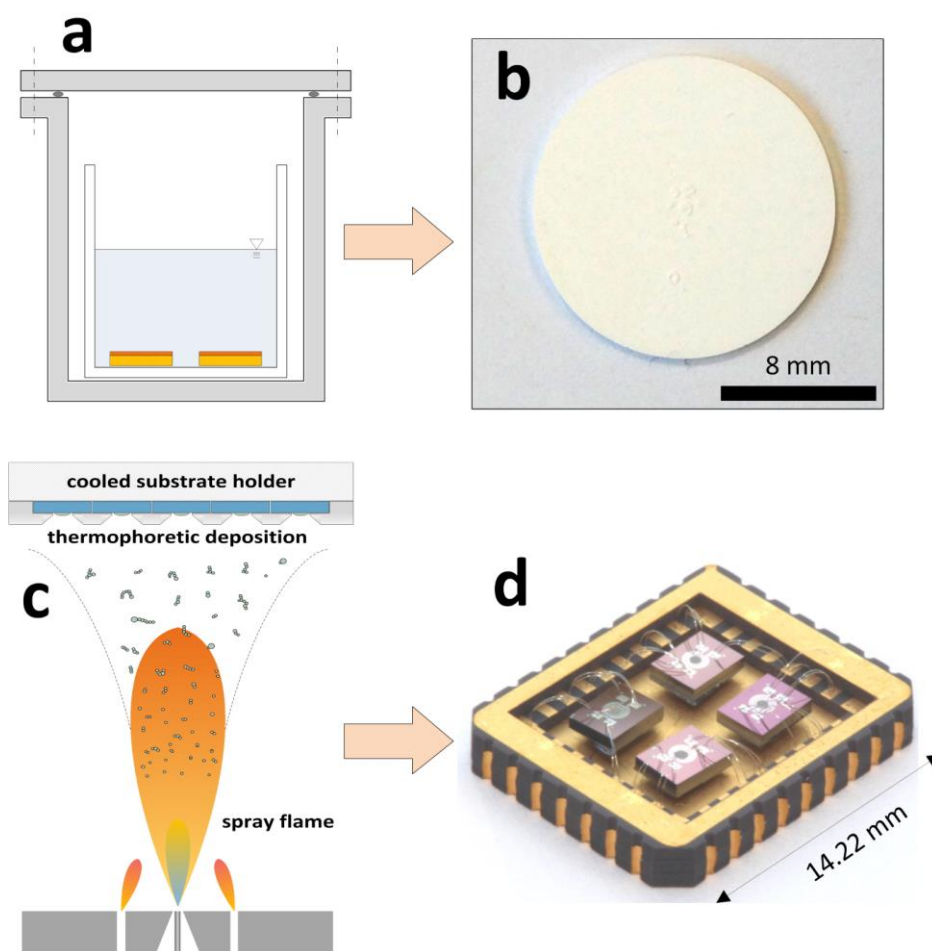 a
b
8 mm
cooled substrate holder
thermophoretic deposition
c
spray flame
d
14.22 mm